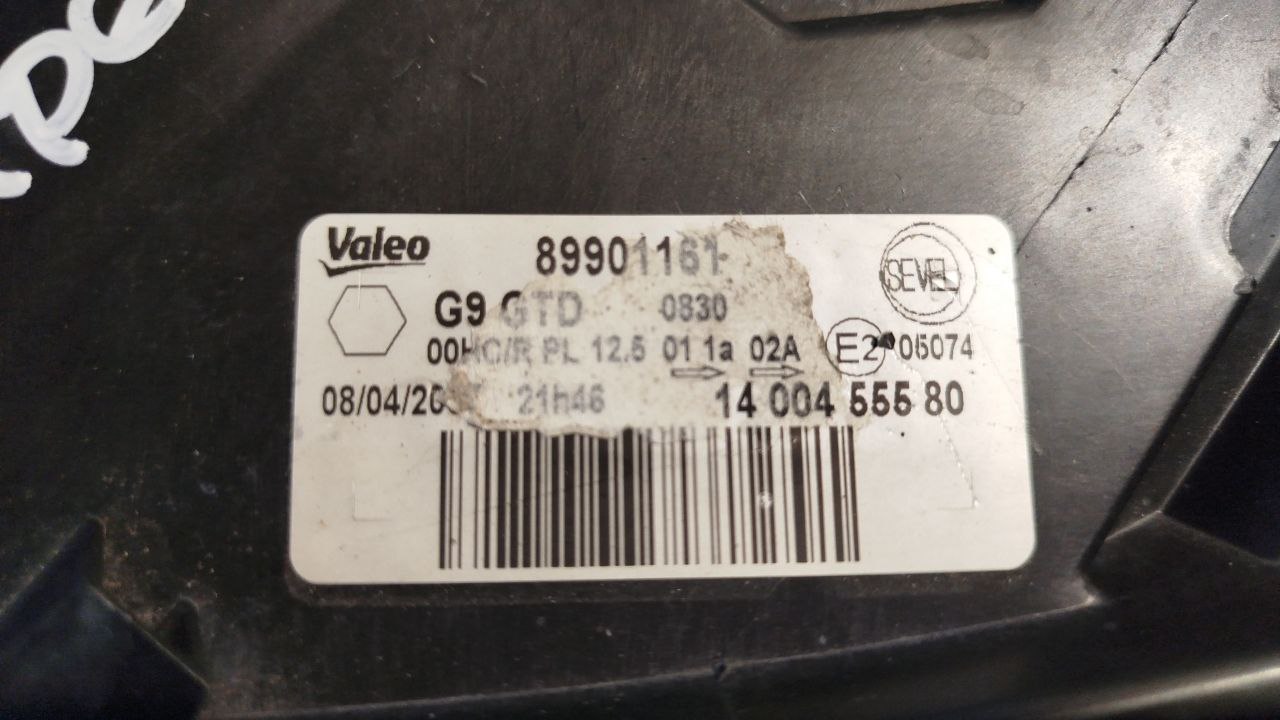 Valeo 89901161 SEVEL
G9 GTD 0830
00HC/R PL 12.5 01 1a 02A E2 05074
08/04/20 21h46 14 004 555 80